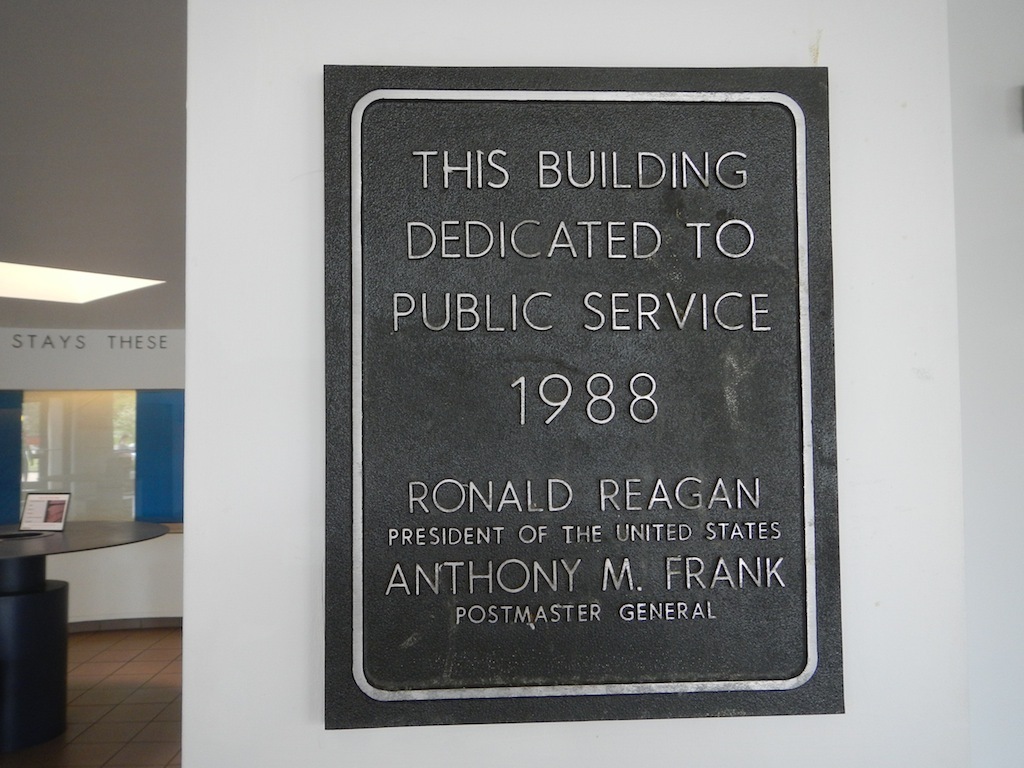 STAYS THESE
THIS BUILDING
DEDICATED TO
PUBLIC SERVICE
1988
RONALD REAGAN
PRESIDENT OF THE UNITED STATES
ANTHONY M. FRANK
POSTMASTER GENERAL